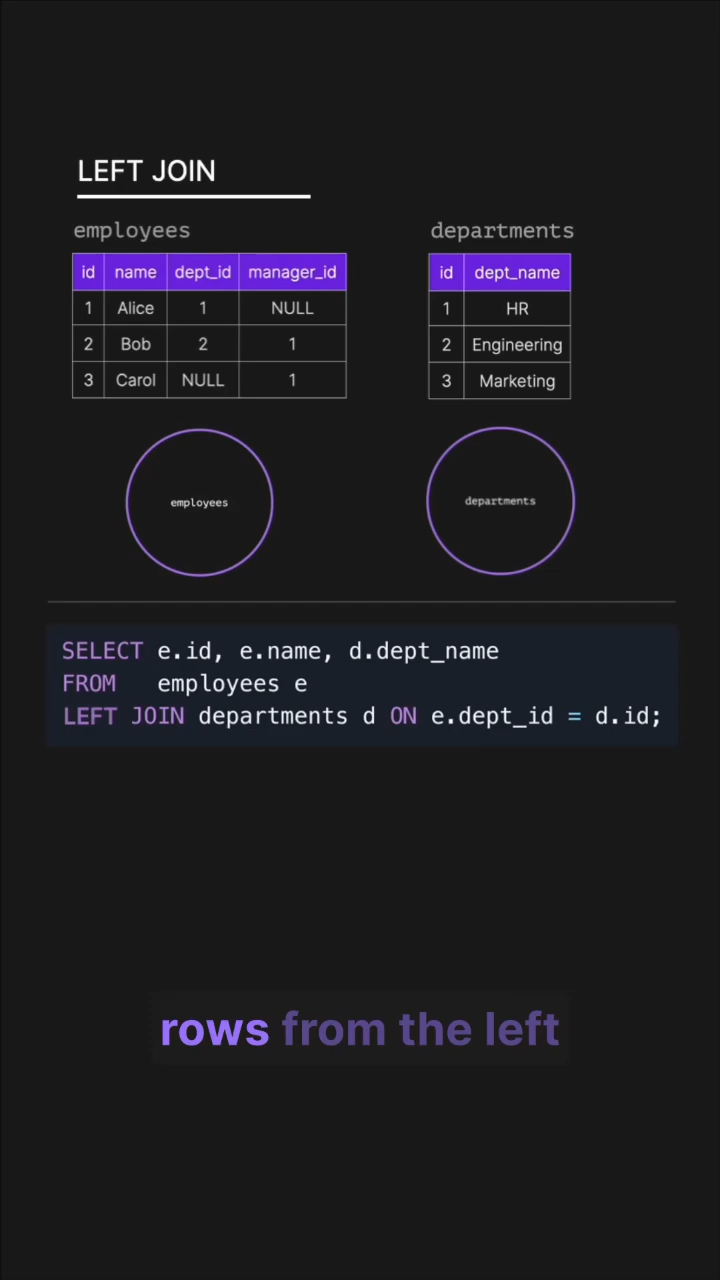 LEFT JOIN
employees
id name dept_id manager_id
1 Alice 1 NULL
2 Bob 2 1
3 Carol NULL 1
departments
id dept_name
1 HR
2 Engineering
3 Marketing
employees
departments
SELECT e.id, e.name, d.dept_name
FROM employees e
LEFT JOIN departments d ON e.dept_id = d.id;
rows from the left